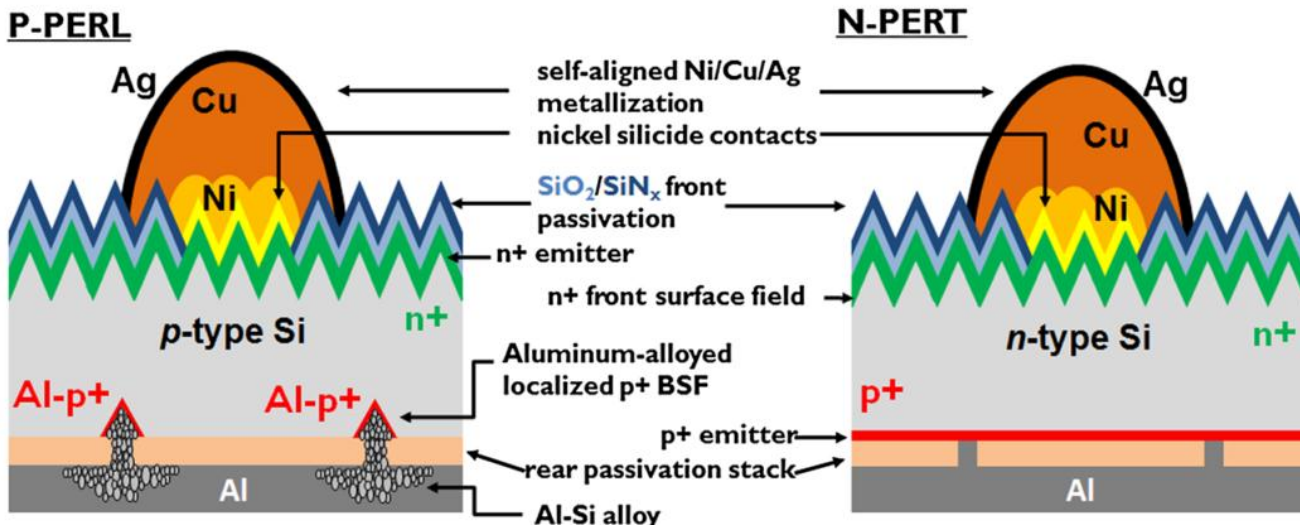 P-PERL
N-PERT
Ag
Cu
Ni
self-aligned Ni/Cu/Ag
metallization
nickel silicide contacts
SiO₂/SiNₓ front
passivation
n+ emitter
n+ front surface field
Ag
Cu
Ni
n+
p-type Si
n+
n-type Si
Aluminum-alloyed
localized p+ BSF
Al-p+
Al-p+
p+
p+ emitter
rear passivation stack
Al
Al
Al-Si alloy